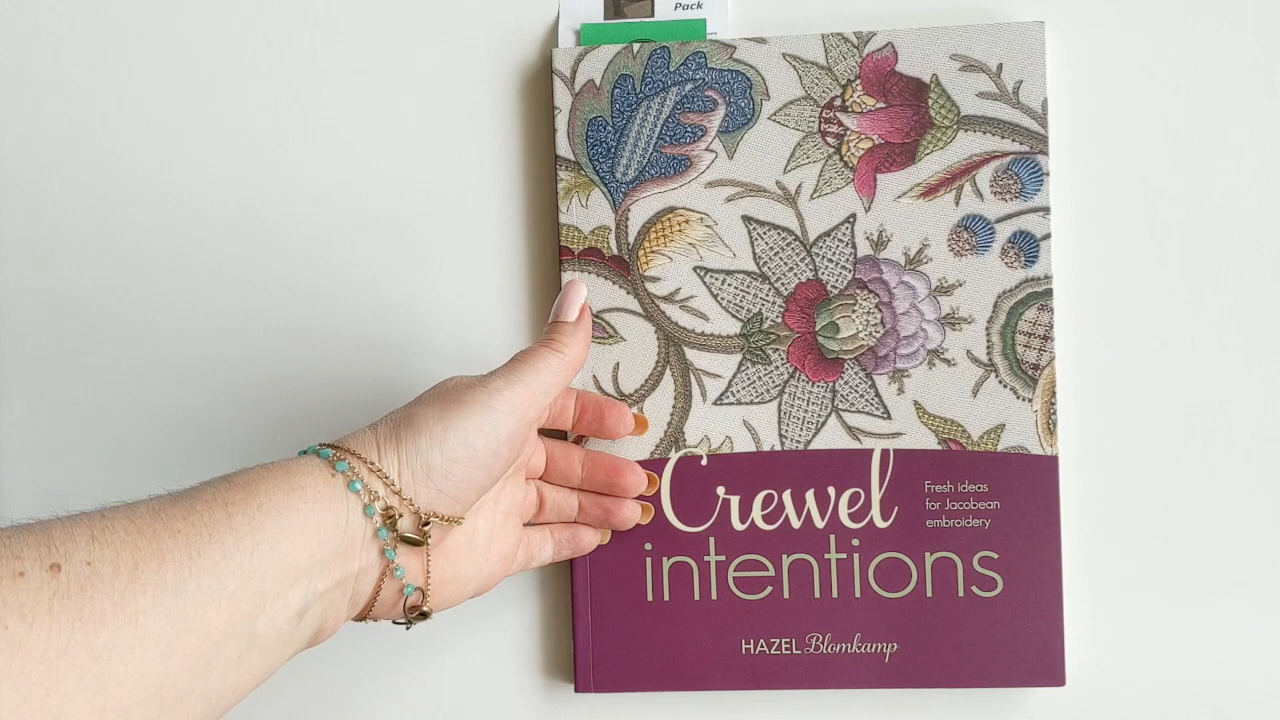 Pack
Crewel
intentions
Fresh ideas
for Jacobean
embroidery
HAZEL Blomkamp